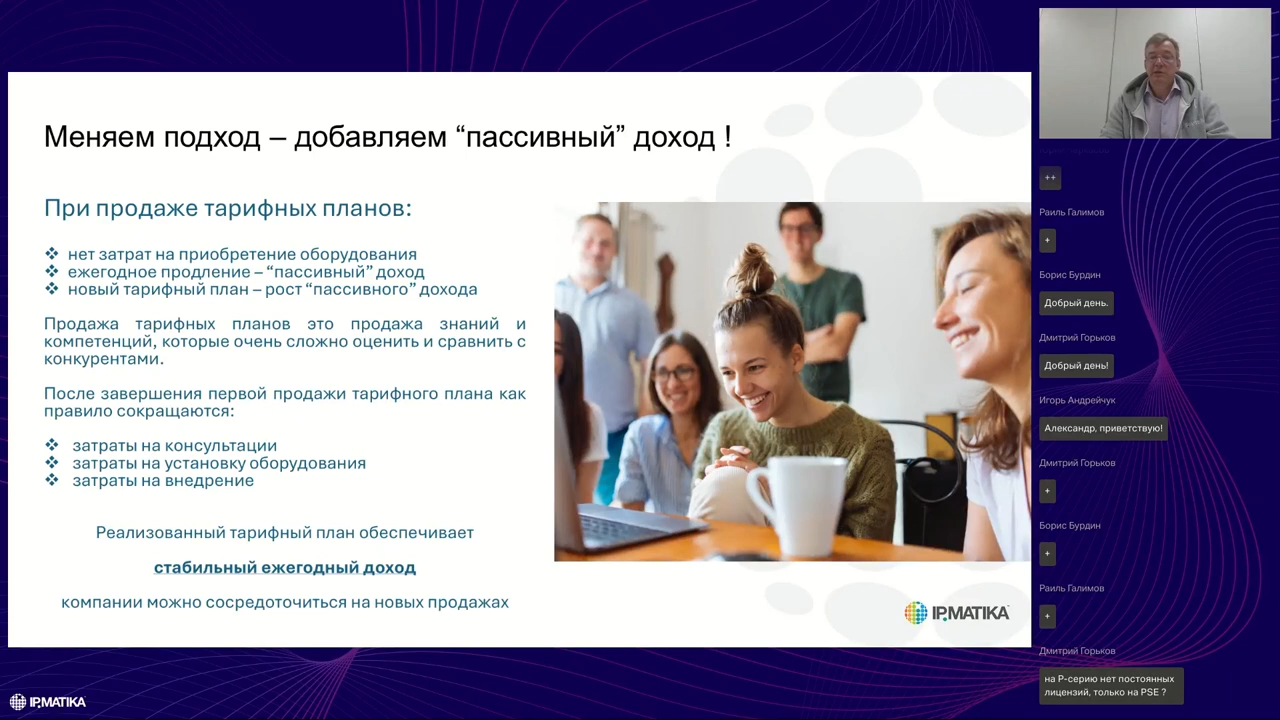 Меняем подход – добавляем “пассивный” доход !
При продаже тарифных планов:
❖ нет затрат на приобретение оборудования
❖ ежегодное продление – “пассивный” доход
❖ новый тарифный план – рост “пассивного” дохода
Продажа тарифных планов это продажа знаний и
компетенций, которые очень сложно оценить и сравнить с
конкурентами.
После завершения первой продажи тарифного плана как
правило сокращаются:
❖ затраты на консультации
❖ затраты на установку оборудования
❖ затраты на внедрение
Реализованный тарифный план обеспечивает
стабильный ежегодный доход
компании можно сосредоточиться на новых продажах
IPMATIKA
IPMATIKA
++
Раиль Галимов
+
Борис Бурдин
Добрый день.
Дмитрий Горьков
Добрый день!
Игорь Андрейчук
Александр, приветствую!
Дмитрий Горьков
+
Борис Бурдин
+
Раиль Галимов
+
Дмитрий Горьков
на P-серию нет постоянных
лицензий, только на PSE ?